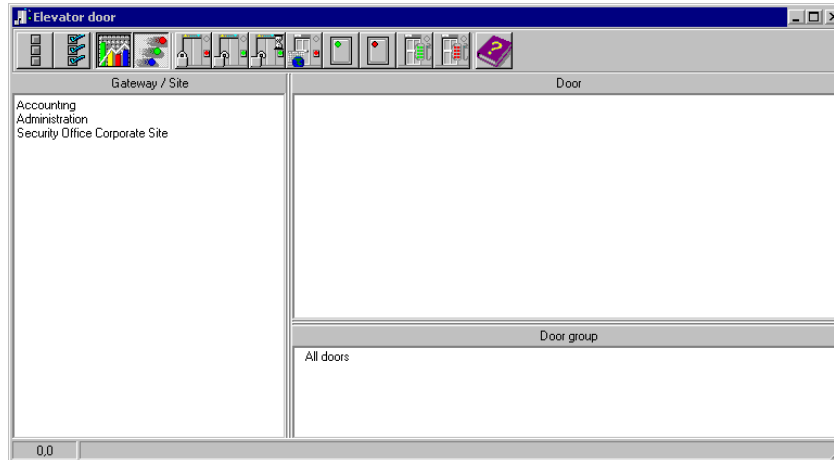 Elevator door
Gateway / Site
Door
Accounting
Administration
Security Office Corporate Site
Door group
All doors
0,0